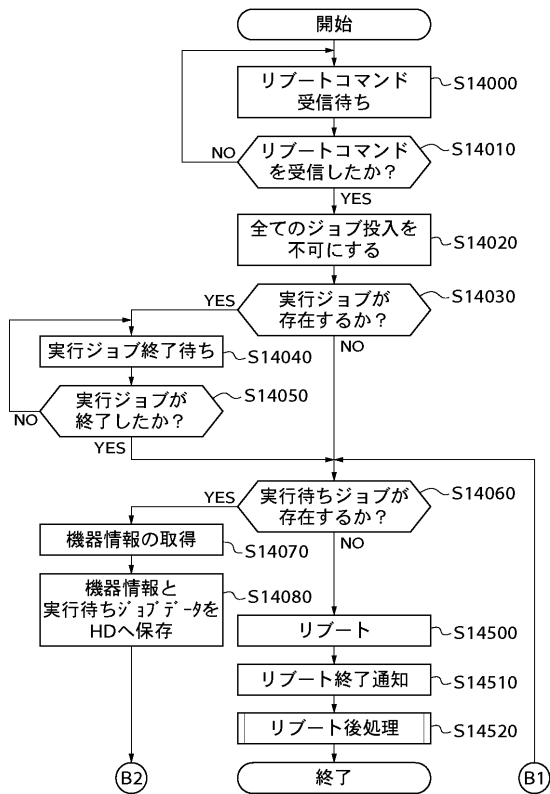 開始
リブートコマンド
受信待ち
S14000
リブートコマンド
を受信したか？
S14010
NO
YES
全てのジョブ投入を
不可にする
S14020
実行ジョブが
存在するか？
S14030
YES
NO
実行ジョブ終了待ち
S14040
実行ジョブが
終了したか？
S14050
NO
YES
実行待ちジョブが
存在するか？
S14060
YES
NO
機器情報の取得
S14070
機器情報と
実行待ちｼﾞｮﾌﾞﾃﾞｰﾀを
HDへ保存
S14080
リブート
S14500
リブート終了通知
S14510
リブート後処理
S14520
B2
終了
B1